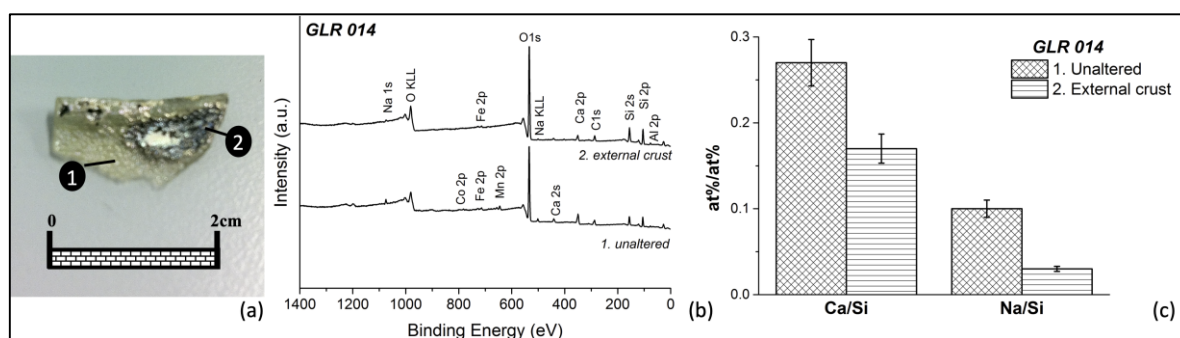 1
2
0
2cm
(a)
GLR 014
Intensity (a.u.)
Na 1s
O KLL
Fe 2p
O1s
Na KLL
Ca 2p
C1s
Si 2s
Si 2p
Al 2p
2. external crust
Co 2p
Fe 2p
Mn 2p
Ca 2s
1. unaltered
1400 1200 1000 800 600 400 200 0
Binding Energy (eV)
(b)
at%/at%
0.3
0.2
0.1
0.0
GLR 014
1. Unaltered
2. External crust
Ca/Si Na/Si
(c)